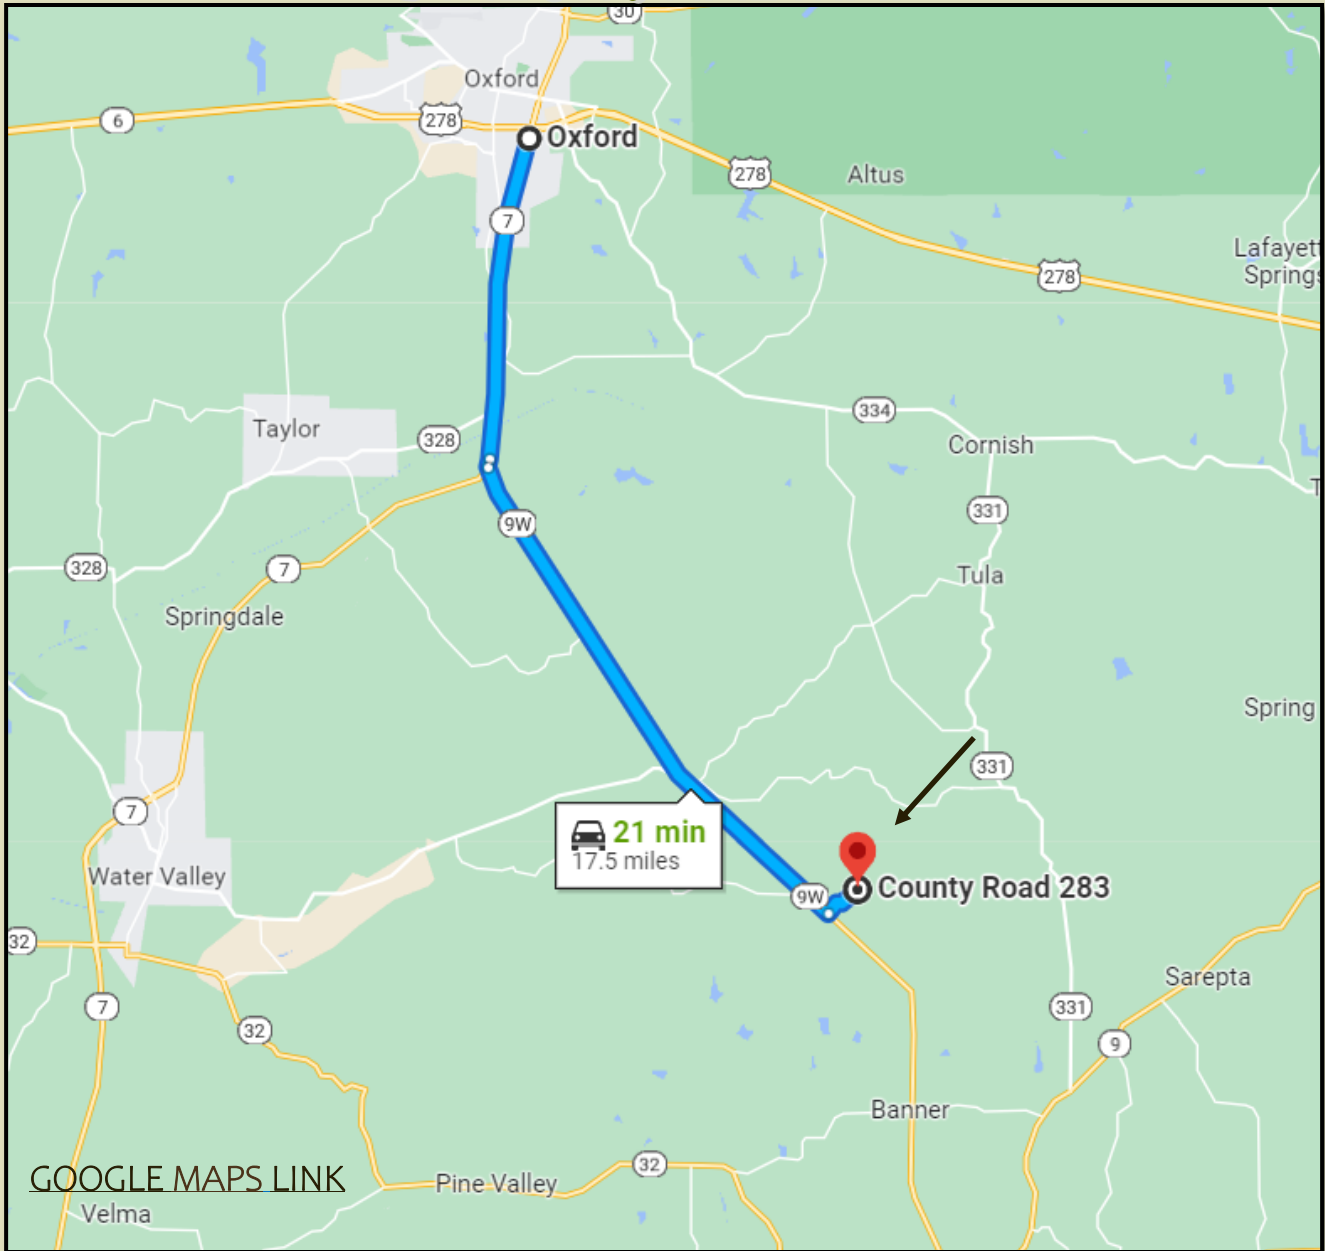 30
Oxford
6
278
Oxford
278
Altus
7
Lafayett
Springs
278
334
Taylor
328
Cornish
331
9W
328
7
Tula
Springdale
Spring
331
7
21 min
17.5 miles
Water Valley
9W
County Road 283
32
Sarepta
7
331
32
9
Banner
32
GOOGLE MAPS LINK
Pine Valley
Velma